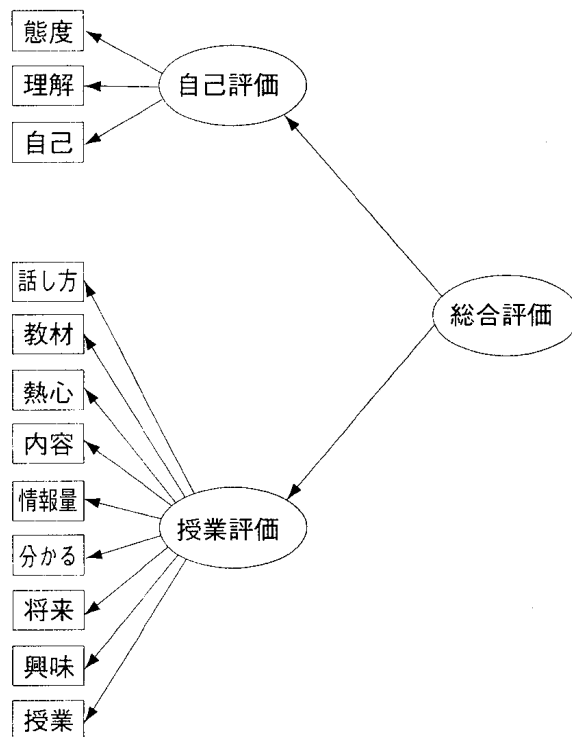 態度
理解
自己
自己評価
話し方
教材
熱心
内容
情報量
分かる
将来
興味
授業
授業評価
総合評価